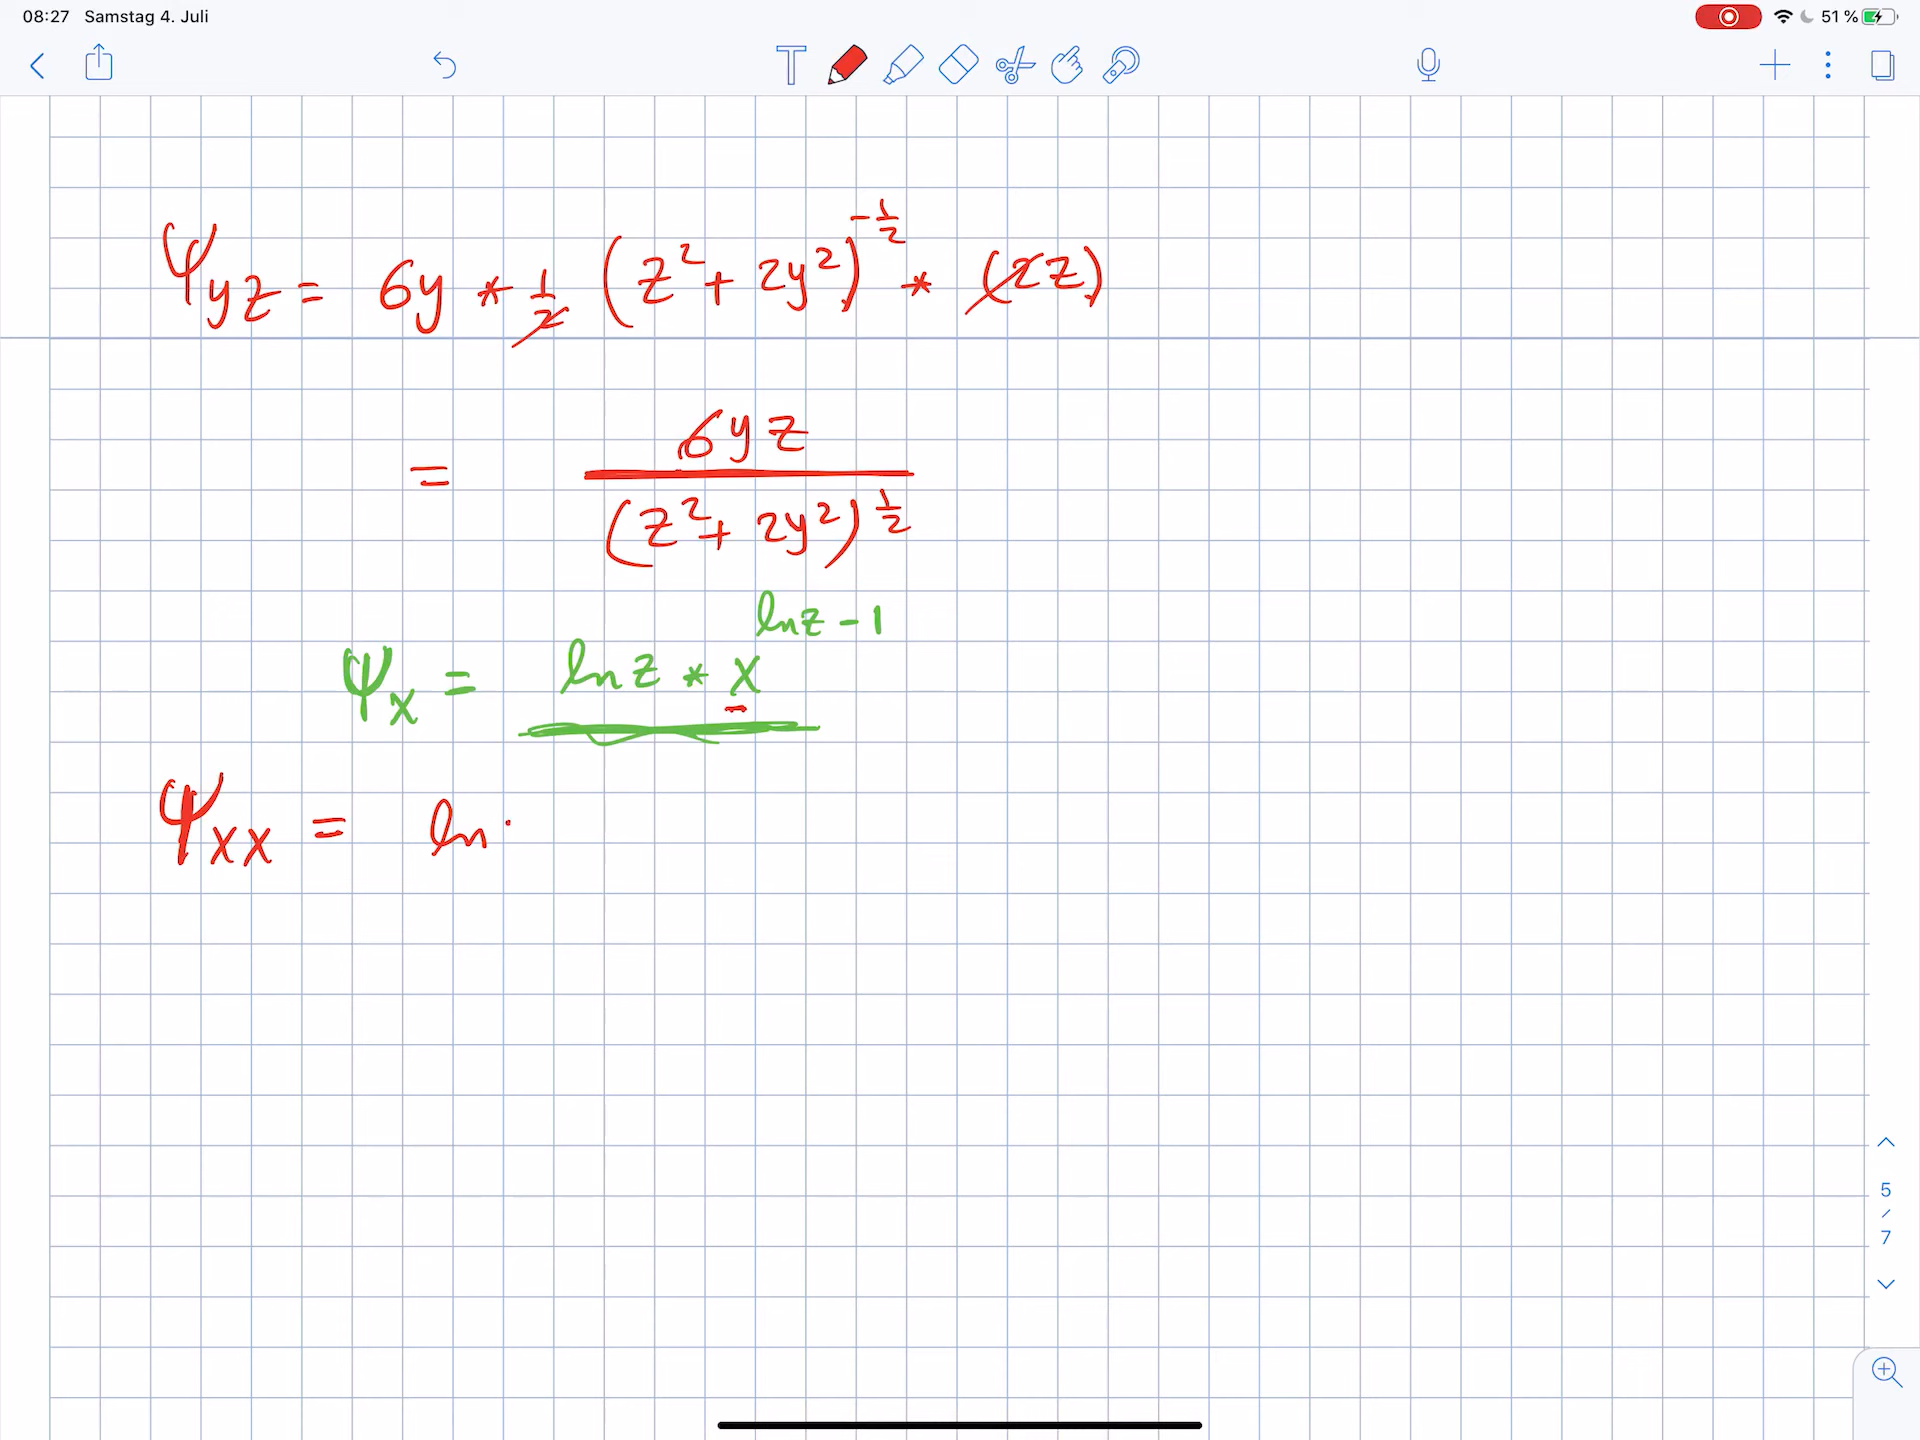 08:27 Samstag 4. Juli 51 %
T
Ψyz = 6y * 1/2 (z² + 2y²)^-1/2 * (2z)
= 6yz / (z² + 2y²)^1/2
Ψx = ln z * x^ln z - 1
Ψxx = ln
5
/
7